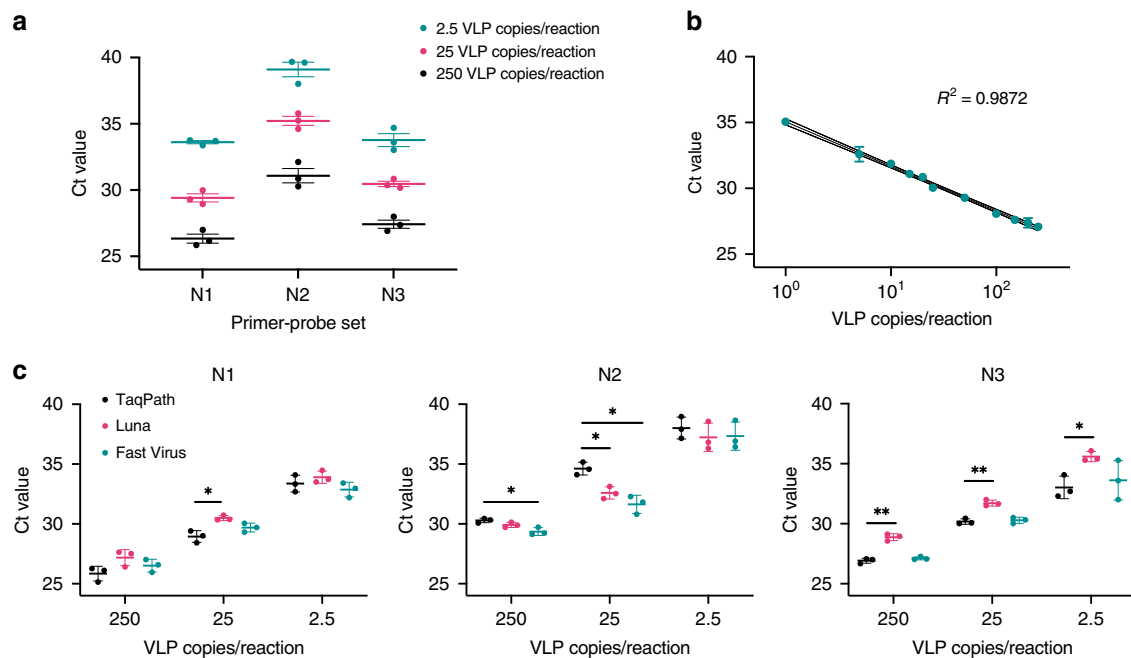 a
2.5 VLP copies/reaction
25 VLP copies/reaction
250 VLP copies/reaction
40
35
30
25
Ct value
N1 N2 N3
Primer-probe set
b
R² = 0.9872
40
35
30
25
Ct value
10⁰ 10¹ 10²
VLP copies/reaction
c
N1
TaqPath
Luna
Fast Virus
*
40
35
30
25
Ct value
250 25 2.5
VLP copies/reaction
N2
*
*
*
40
35
30
25
Ct value
250 25 2.5
VLP copies/reaction
N3
*
**
**
40
35
30
25
Ct value
250 25 2.5
VLP copies/reaction